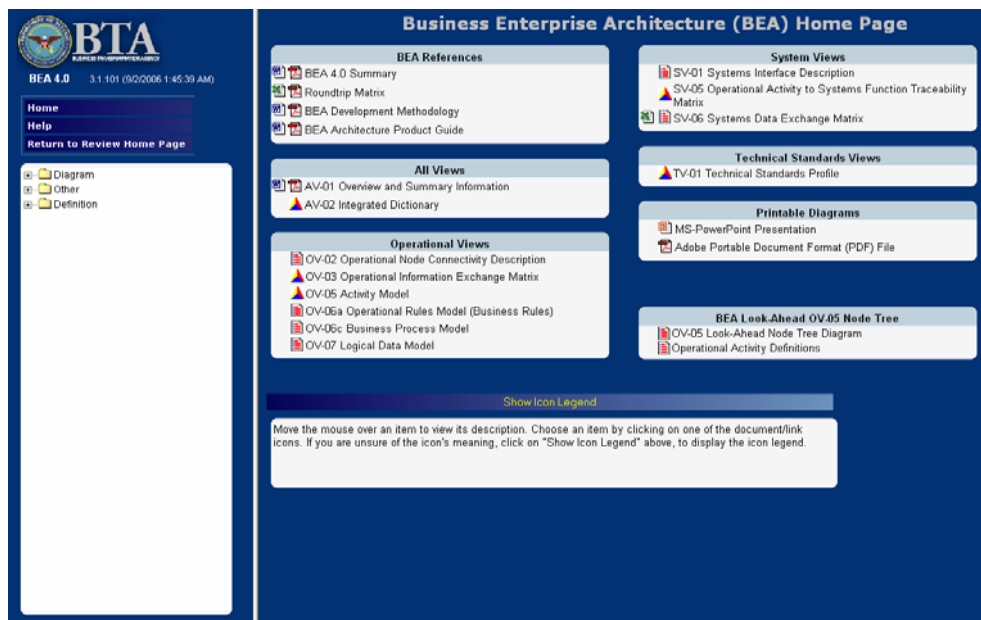 BTA
BUSINESS TRANSFORMATION AGENCY
BEA 4.0 3.1.101 (9/2/2006 1:45:39 AM)
Home
Help
Return to Review Home Page
Diagram
Other
Definition
Business Enterprise Architecture (BEA) Home Page
BEA References
BEA 4.0 Summary
Roundtrip Matrix
BEA Development Methodology
BEA Architecture Product Guide
All Views
AV-01 Overview and Summary Information
AV-02 Integrated Dictionary
Operational Views
OV-02 Operational Node Connectivity Description
OV-03 Operational Information Exchange Matrix
OV-05 Activity Model
OV-06a Operational Rules Model (Business Rules)
OV-06c Business Process Model
OV-07 Logical Data Model
System Views
SV-01 Systems Interface Description
SV-05 Operational Activity to Systems Function Traceability
Matrix
SV-06 Systems Data Exchange Matrix
Technical Standards Views
TV-01 Technical Standards Profile
Printable Diagrams
MS-PowerPoint Presentation
Adobe Portable Document Format (PDF) File
BEA Look-Ahead OV-05 Node Tree
OV-05 Look-Ahead Node Tree Diagram
Operational Activity Definitions
Show Icon Legend
Move the mouse over an item to view its description. Choose an item by clicking on one of the document/link
icons. If you are unsure of the icon's meaning, click on "Show Icon Legend" above, to display the icon legend.